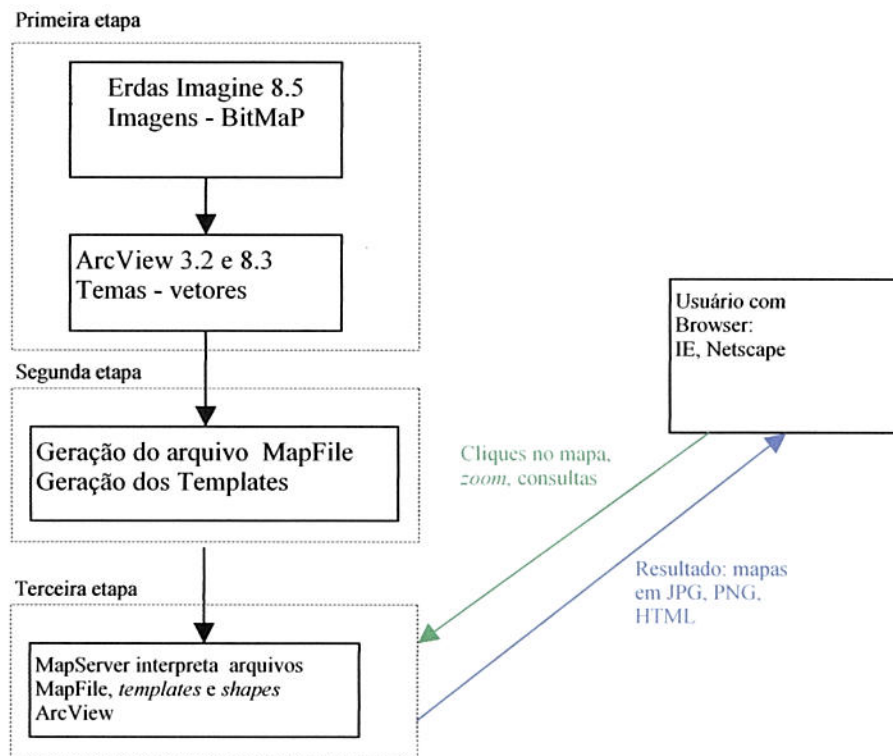 Primeira etapa
Erdas Imagine 8.5
Imagens - BitMaP
ArcView 3.2 e 8.3
Temas - vetores
Segunda etapa
Geração do arquivo MapFile
Geração dos Templates
Terceira etapa
MapServer interpreta arquivos
MapFile, templates e shapes
ArcView
Usuário com
Browser:
IE, Netscape
Cliques no mapa,
zoom, consultas
Resultado: mapas
em JPG, PNG,
HTML